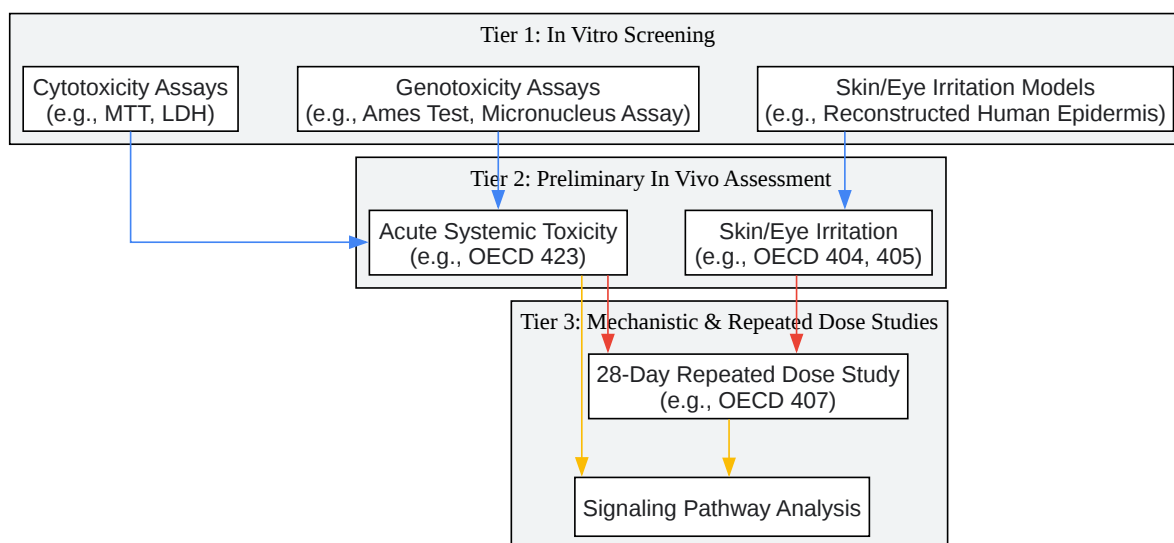 Tier 1: In Vitro Screening
Cytotoxicity Assays
(e.g., MTT, LDH)
Genotoxicity Assays
(e.g., Ames Test, Micronucleus Assay)
Skin/Eye Irritation Models
(e.g., Reconstructed Human Epidermis)
Tier 2: Preliminary In Vivo Assessment
Acute Systemic Toxicity
(e.g., OECD 423)
Skin/Eye Irritation
(e.g., OECD 404, 405)
Tier 3: Mechanistic & Repeated Dose Studies
28-Day Repeated Dose Study
(e.g., OECD 407)
Signaling Pathway Analysis